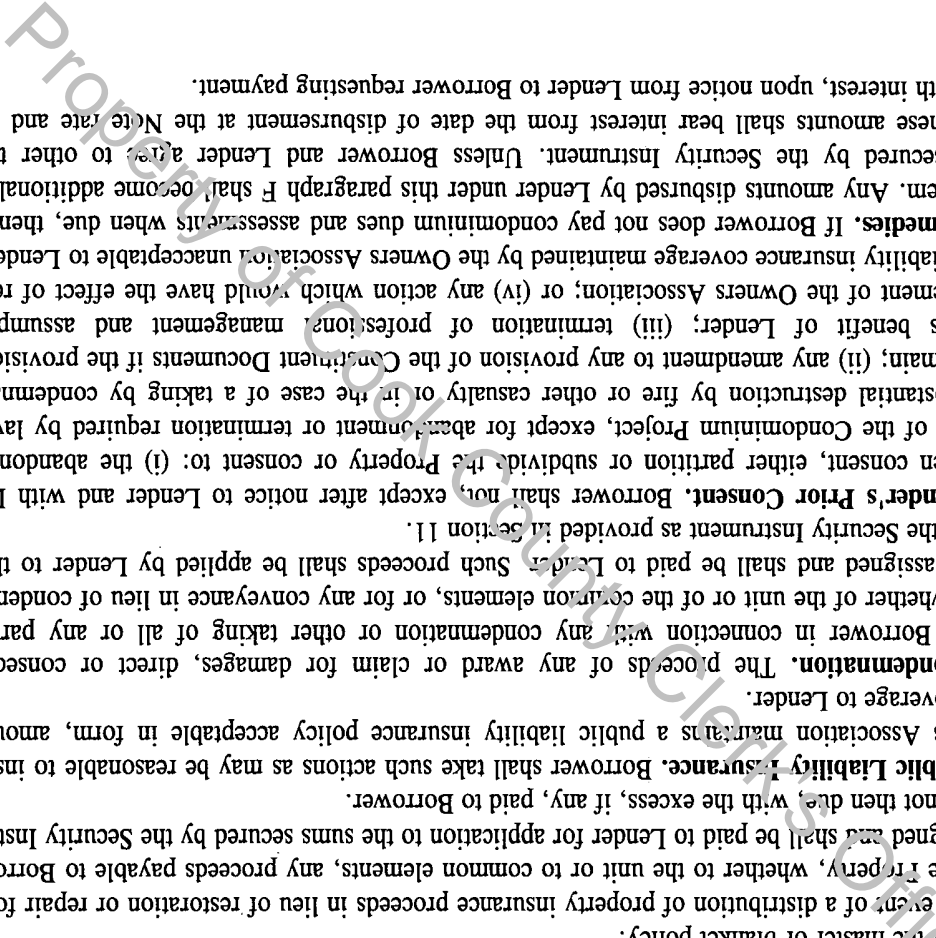 the master or blanket policy.
event of a distribution of property insurance proceeds in lieu of restoration or repair fo
e Property, whether to the unit or to common elements, any proceeds payable to Borro
gned and shall be paid to Lender for application to the sums secured by the Security Inst
not then due, with the excess, if any, paid to Borrower.
blic Liability Insurance. Borrower shall take such actions as may be reasonable to ins
s Association maintains a public liability insurance policy acceptable in form, amou
overage to Lender.
ondemnation. The proceeds of any award or claim for damages, direct or conseq
Borrower in connection with any condemnation or other taking of all or any par
whether of the unit or of the common elements, or for any conveyance in lieu of conden
assigned and shall be paid to Lender. Such proceeds shall be applied by Lender to th
the Security Instrument as provided in Section 11.
nder's Prior Consent. Borrower shall not, except after notice to Lender and with L
en consent, either partition or subdivide the Property or consent to: (i) the abandon
of the Condominium Project, except for abandonment or termination required by law
stantial destruction by fire or other casualty or in the case of a taking by condemn
main; (ii) any amendment to any provision of the Constituent Documents if the provisi
s benefit of Lender; (iii) termination of professional management and assump
ement of the Owners Association; or (iv) any action which would have the effect of re
iability insurance coverage maintained by the Owners Association unacceptable to Lende
medies. If Borrower does not pay condominium dues and assessments when due, then
em. Any amounts disbursed by Lender under this paragraph F shall become additional
ecured by the Security Instrument. Unless Borrower and Lender agree to other t
hese amounts shall bear interest from the date of disbursement at the Note rate and
th interest, upon notice from Lender to Borrower requesting payment.
Property of Cook County Clerk's Offic